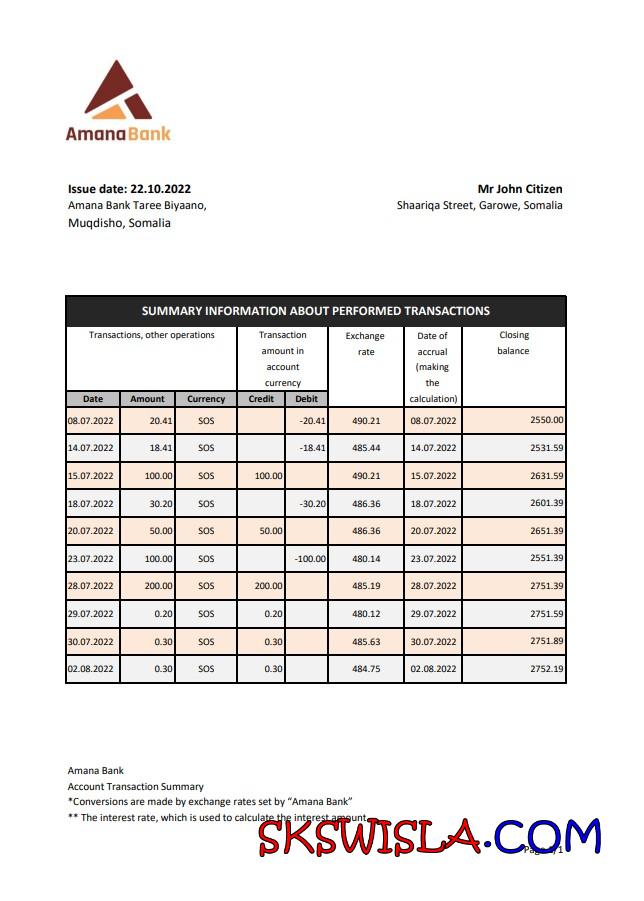 AmanaBank
Issue date: 22.10.2022
Amana Bank Taree Biyaano,
Muqdisho, Somalia
Mr John Citizen
Shaariqa Street, Garowe, Somalia
SUMMARY INFORMATION ABOUT PERFORMED TRANSACTIONS
Transactions, other operations
Transaction
amount in
account
currency
Exchange
rate
Date of
accrual
(making
the
calculation)
Closing
balance
Date Amount Currency Credit Debit
08.07.2022 20.41 SOS -20.41 490.21 08.07.2022 2550.00
14.07.2022 18.41 SOS -18.41 485.44 14.07.2022 2531.59
15.07.2022 100.00 SOS 100.00 490.21 15.07.2022 2631.59
18.07.2022 30.20 SOS -30.20 486.36 18.07.2022 2601.39
20.07.2022 50.00 SOS 50.00 486.36 20.07.2022 2651.39
23.07.2022 100.00 SOS -100.00 480.14 23.07.2022 2551.39
28.07.2022 200.00 SOS 200.00 485.19 28.07.2022 2751.39
29.07.2022 0.20 SOS 0.20 480.12 29.07.2022 2751.59
30.07.2022 0.30 SOS 0.30 485.63 30.07.2022 2751.89
02.08.2022 0.30 SOS 0.30 484.75 02.08.2022 2752.19
Amana Bank
Account Transaction Summary
*Conversions are made by exchange rates set by “Amana Bank”
** The interest rate, which is used to calculate the interest amount
SKSWISLA.COM
Page